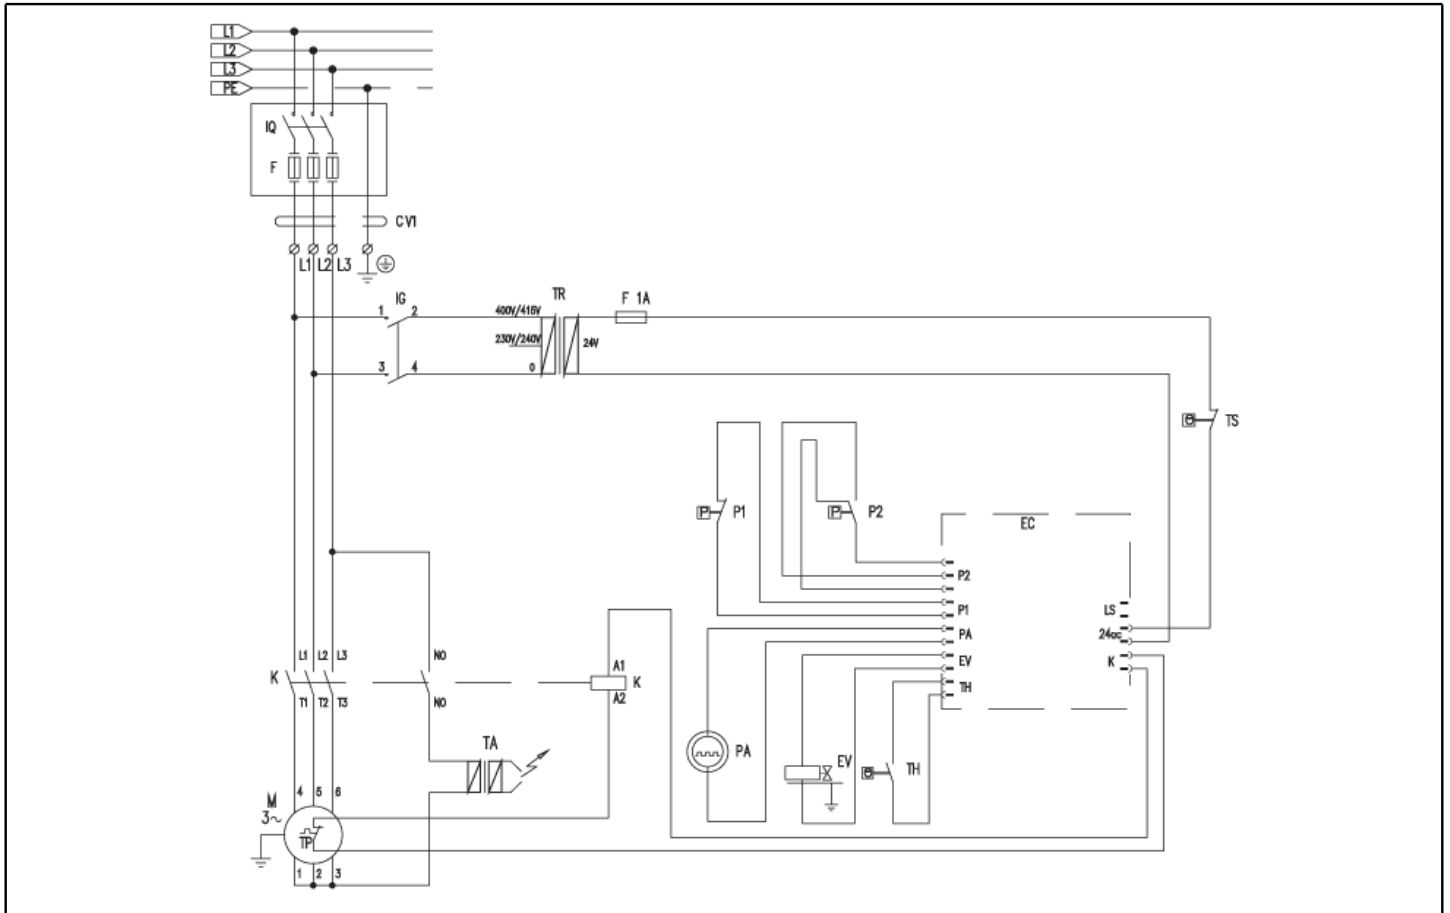 L1
L2
L3
PE
IQ
F
CV1
L1 L2 L3
IG
1 2
3 4
TR
400V/415V
230V/240V
0
24V
F 1A
TS
P1
P2
EC
P2
P1
PA
EV
TH
LS
24ac
K
L1 L2 L3
NO
K
T1 T2 T3
NO
A1
K
A2
TA
PA
EV
TH
M
3~
4 5 6
TP
1 2 3
P
P